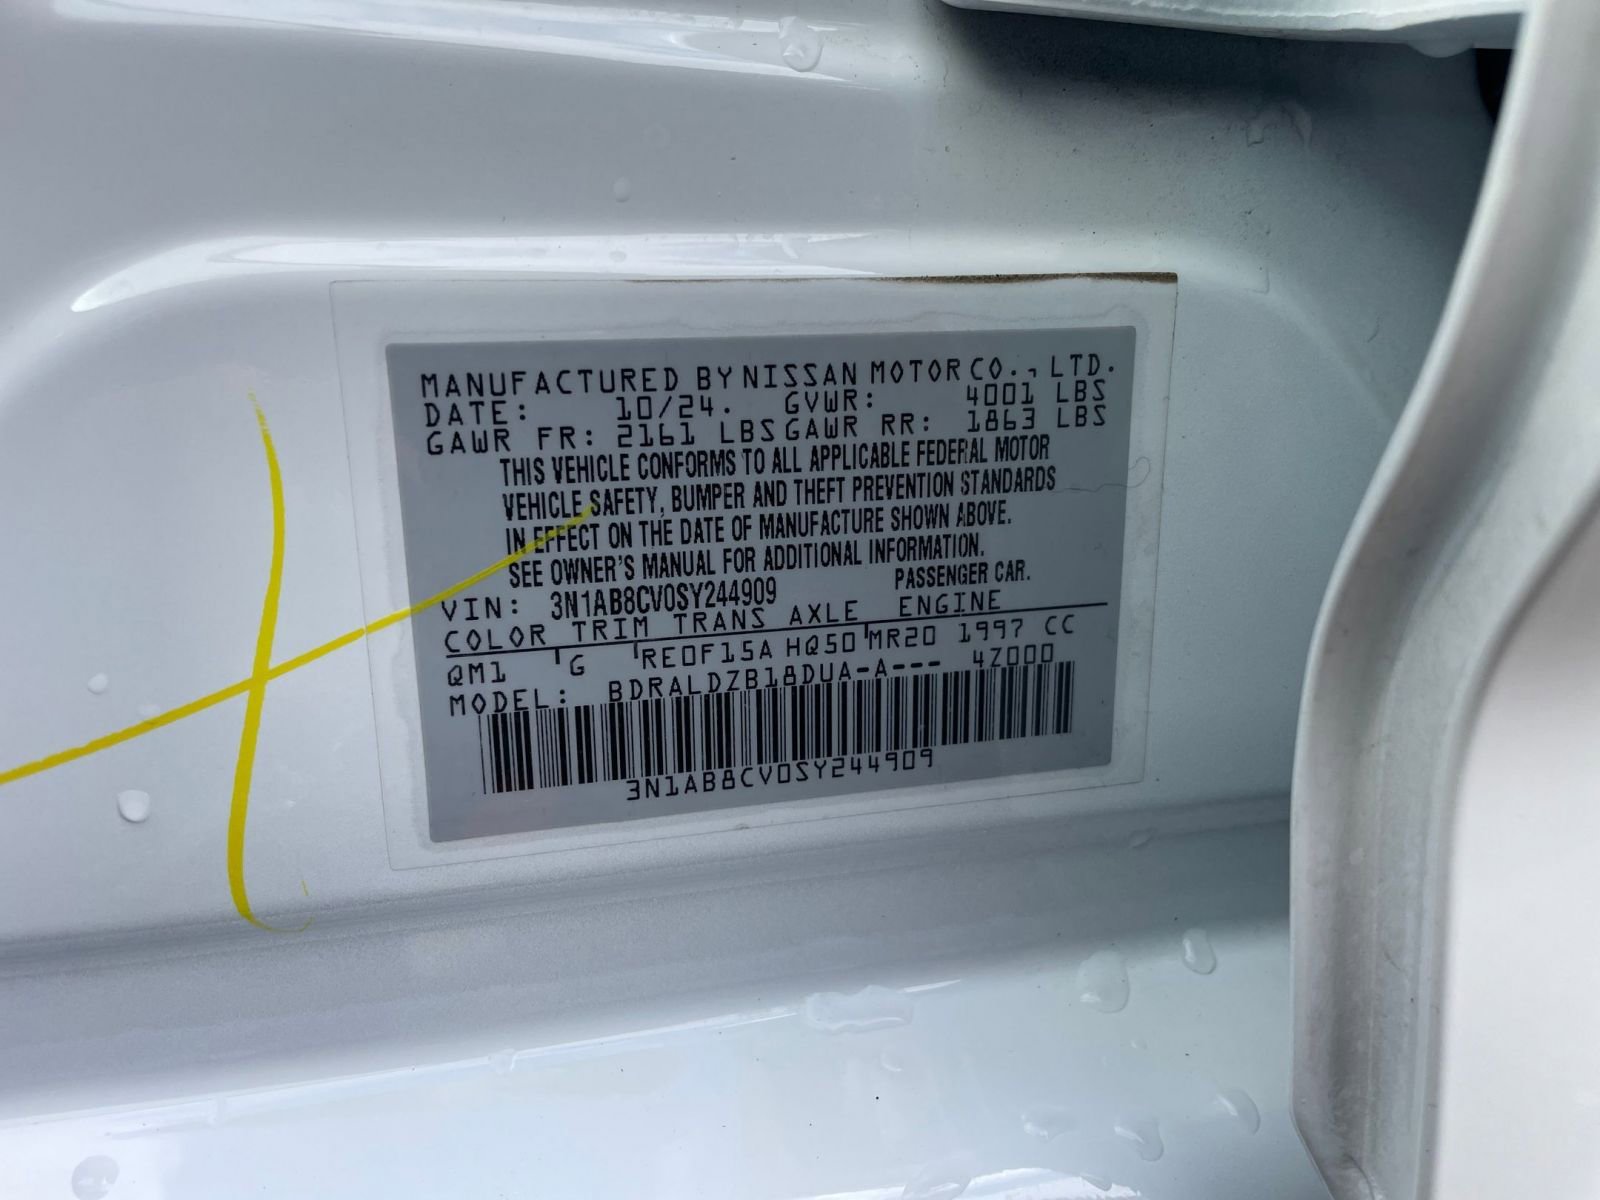 MANUFACTURED BY NISSAN MOTOR CO., LTD.
DATE: 10/24. GVWR: 4001 LBS
GAWR FR: 2161 LBS GAWR RR: 1863 LBS
THIS VEHICLE CONFORMS TO ALL APPLICABLE FEDERAL MOTOR
VEHICLE SAFETY, BUMPER AND THEFT PREVENTION STANDARDS
IN EFFECT ON THE DATE OF MANUFACTURE SHOWN ABOVE.
SEE OWNER'S MANUAL FOR ADDITIONAL INFORMATION.
VIN: 3N1AB8CV0SY244909 PASSENGER CAR.
COLOR TRIM TRANS AXLE ENGINE
QM1 G RE0F15A HQ50 MR20 1997 CC
MODEL: BDRALDZB18DUA-A--- 4Z000
3N1AB8CV0SY244909